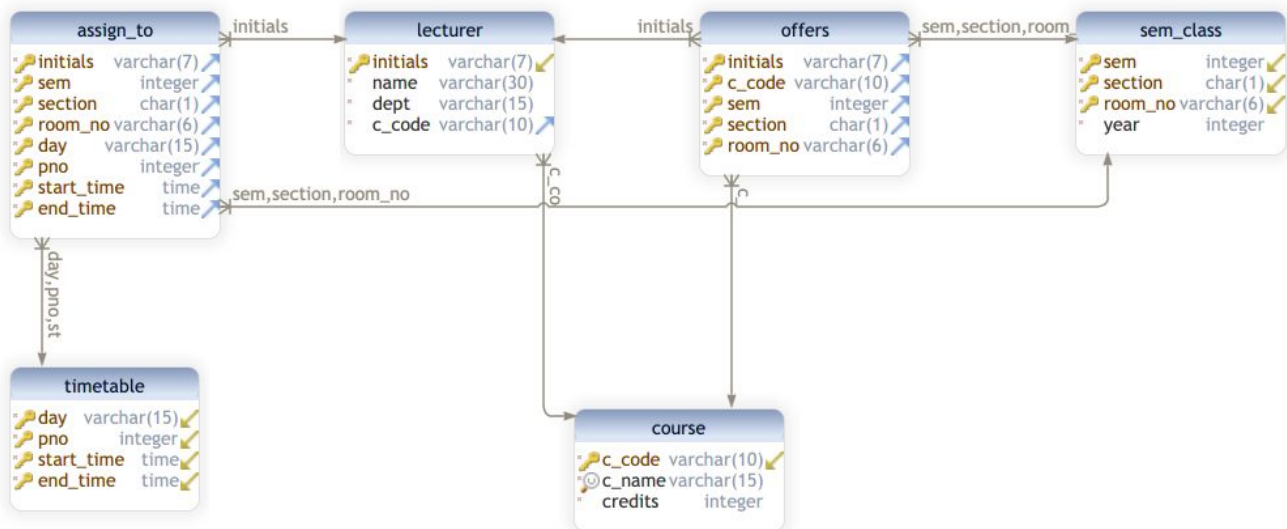 assign_to
initials varchar(7)
sem integer
section char(1)
room_no varchar(6)
day varchar(15)
pno integer
start_time time
end_time time
initials
lecturer
initials varchar(7)
name varchar(30)
dept varchar(15)
c_code varchar(10)
initials
offers
initials varchar(7)
c_code varchar(10)
sem integer
section char(1)
room_no varchar(6)
sem,section,room_
sem_class
sem integer
section char(1)
room_no varchar(6)
year integer
sem,section,room_no
c_co
c_
day,pno,st
timetable
day varchar(15)
pno integer
start_time time
end_time time
course
c_code varchar(10)
c_name varchar(15)
credits integer